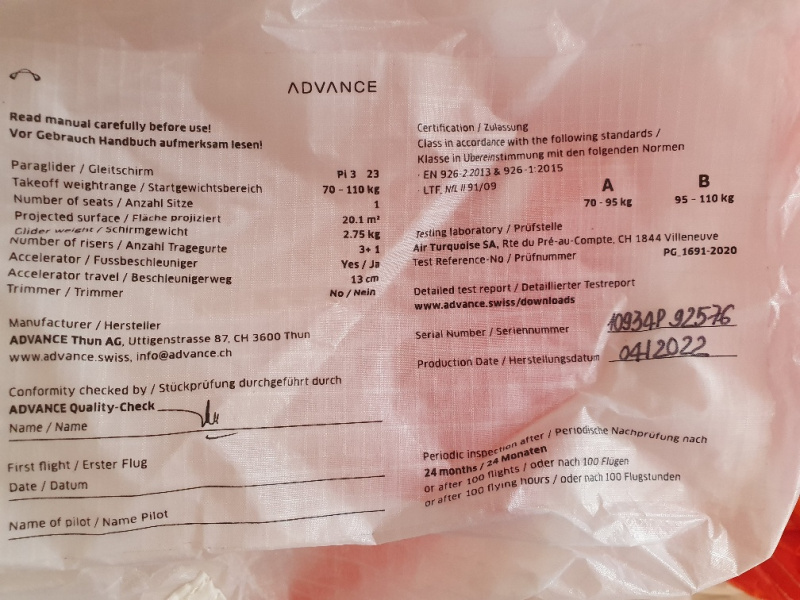 ADVANCE
Read manual carefully before use!
Vor Gebrauch Handbuch aufmerksam lesen!
Paraglider / Gleitschirm Pi 3 23
Takeoff weightrange / Startgewichtsbereich 70 - 110 kg
Number of seats / Anzahl Sitze 1
Projected surface / Fläche projiziert 20.1 m²
Glider weight / Schirmgewicht 2.75 kg
Number of risers / Anzahl Tragegurte 3+ 1
Accelerator / Fussbeschleuniger Yes / Ja
Accelerator travel / Beschleunigerweg 13 cm
Trimmer / Trimmer No / Nein
Manufacturer / Hersteller
ADVANCE Thun AG, Uttigenstrasse 87, CH 3600 Thun
www.advance.swiss, info@advance.ch
Conformity checked by / Stückprüfung durchgeführt durch
ADVANCE Quality-Check
Name / Name
First flight / Erster Flug
Date / Datum
Name of pilot / Name Pilot
Certification / Zulassung
Class in accordance with the following standards /
Klasse in Übereinstimmung mit den folgenden Normen
· EN 926-2:2013 & 926-1:2015
· LTF NfL II 91/09
A B
70 - 95 kg 95 - 110 kg
Testing laboratory / Prüfstelle
Air Turquoise SA, Rte du Pré-au-Compte, CH 1844 Villeneuve
Test Reference-No / Prüfnummer PG_1691-2020
Detailed test report / Detaillierter Testreport
www.advance.swiss/downloads
Serial Number / Seriennummer 10934P 92576
Production Date / Herstellungsdatum 04/2022
Periodic inspection after / Periodische Nachprüfung nach
24 months / 24 Monaten
or after 100 flights / oder nach 100 Flügen
or after 100 flying hours / oder nach 100 Flugstunden